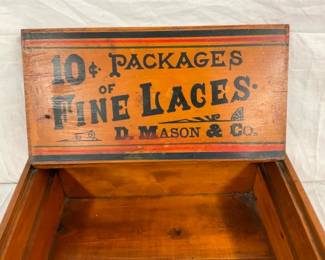 10¢ PACKAGES
OF
FINE LACES.
D. MASON & CO.